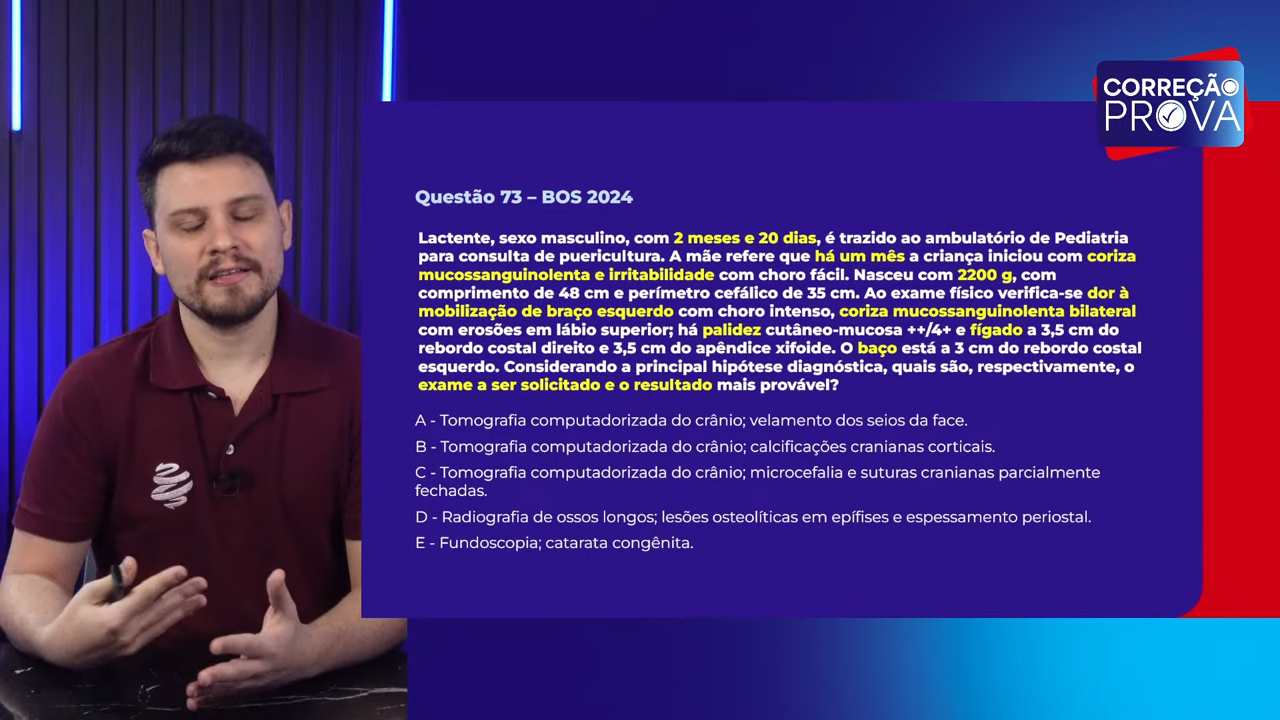 CORREÇÃO
PROVA
Questão 73 – BOS 2024
Lactente, sexo masculino, com 2 meses e 20 dias, é trazido ao ambulatório de Pediatria
para consulta de puericultura. A mãe refere que há um mês a criança iniciou com coriza
mucossanguinolenta e irritabilidade com choro fácil. Nasceu com 2200 g, com
comprimento de 48 cm e perímetro cefálico de 35 cm. Ao exame físico verifica-se dor à
mobilização de braço esquerdo com choro intenso, coriza mucossanguinolenta bilateral
com erosões em lábio superior; há palidez cutâneo-mucosa ++/4+ e fígado a 3,5 cm do
rebordo costal direito e 3,5 cm do apêndice xifoide. O baço está a 3 cm do rebordo costal
esquerdo. Considerando a principal hipótese diagnóstica, quais são, respectivamente, o
exame a ser solicitado e o resultado mais provável?
A - Tomografia computadorizada do crânio; velamento dos seios da face.
B - Tomografia computadorizada do crânio; calcificações cranianas corticais.
C - Tomografia computadorizada do crânio; microcefalia e suturas cranianas parcialmente
fechadas.
D - Radiografia de ossos longos; lesões osteolíticas em epífises e espessamento periostal.
E - Fundoscopia; catarata congênita.